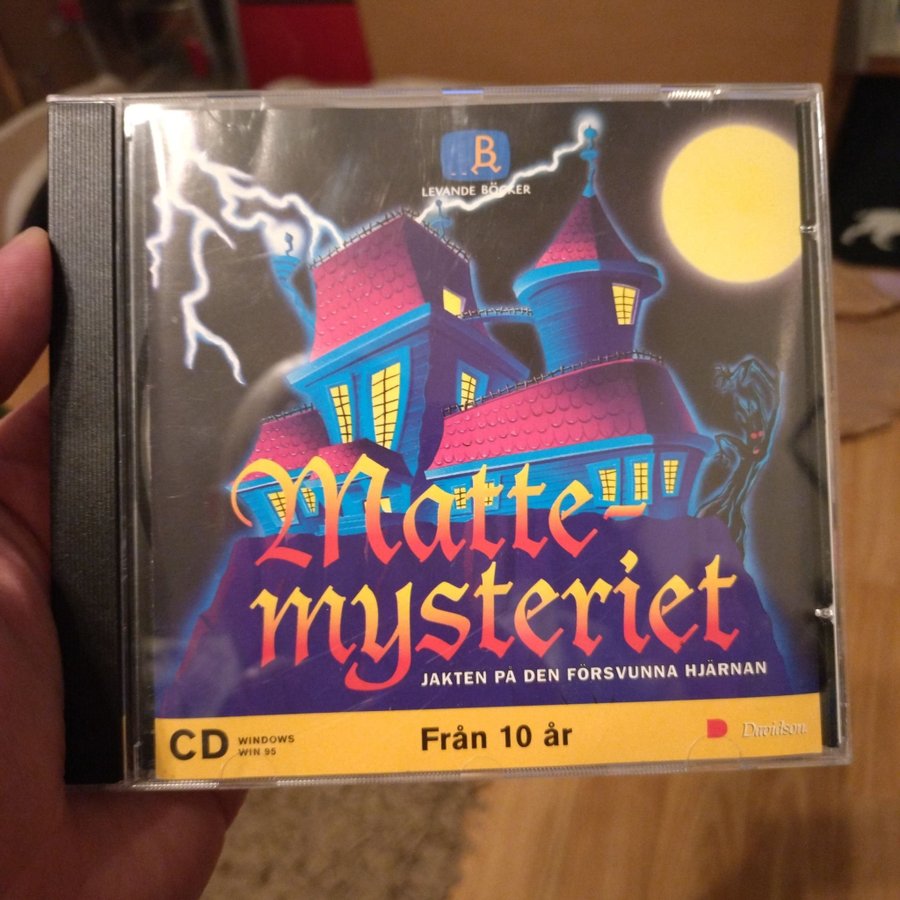 B
LEVANDE BÖCKER
Matte-
mysteriet
JAKTEN PÅ DEN FÖRSVUNNA HJÄRNAN
CD WINDOWS
WIN 95
Från 10 år
Davidson